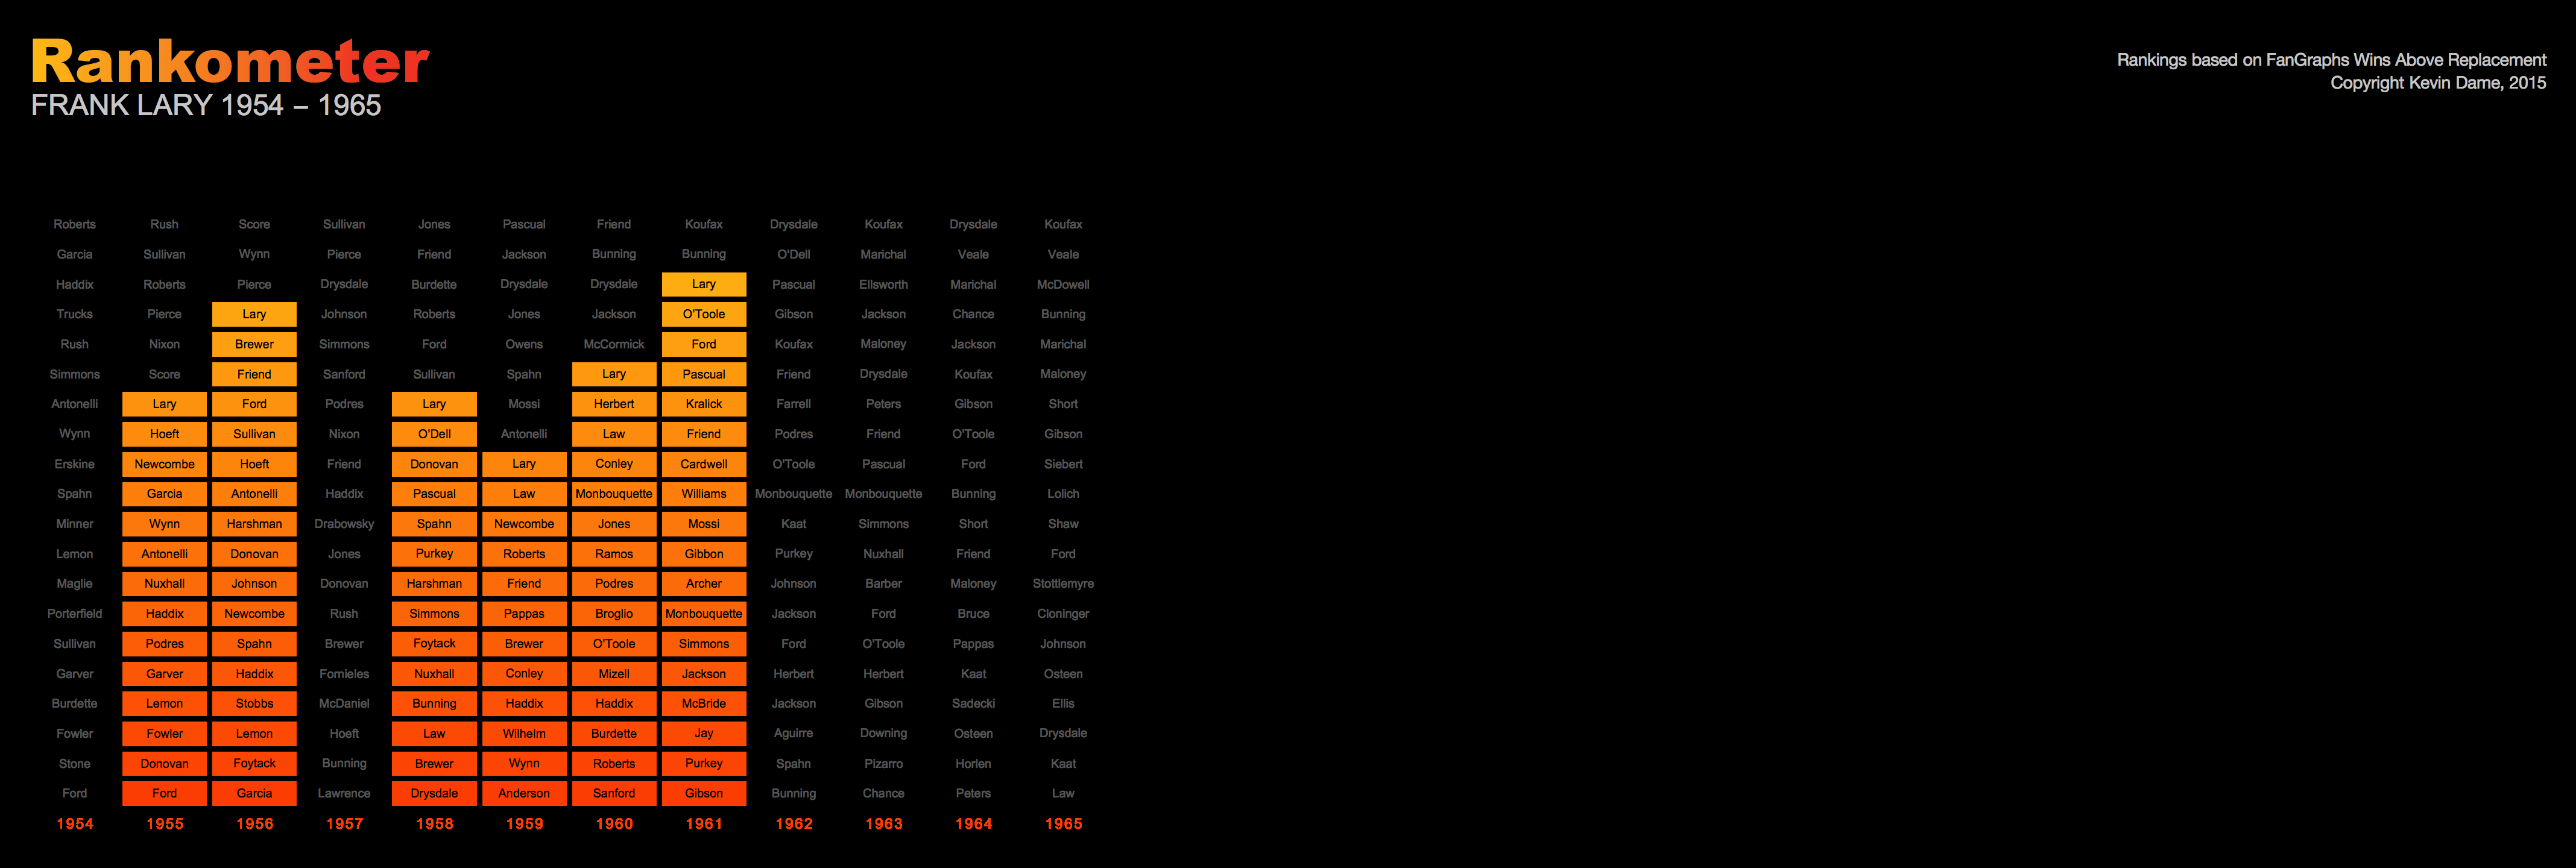 Rankometer
FRANK LARY 1954 – 1965
Rankings based on FanGraphs Wins Above Replacement
Copyright Kevin Dame, 2015
Roberts Rush Score Sullivan Jones Pascual Friend Koufax Drysdale Koufax Drysdale Koufax
Garcia Sullivan Wynn Pierce Friend Jackson Bunning Bunning O'Dell Marichal Veale Veale
Haddix Roberts Pierce Drysdale Burdette Drysdale Drysdale Lary Pascual Ellsworth Marichal McDowell
Trucks Pierce Lary Johnson Roberts Jones Jackson O'Toole Gibson Jackson Chance Bunning
Rush Nixon Brewer Simmons Ford Owens McCormick Ford Koufax Maloney Jackson Marichal
Simmons Score Friend Sanford Sullivan Spahn Lary Pascual Friend Drysdale Koufax Maloney
Antonelli Lary Ford Podres Lary Mossi Herbert Kralick Farrell Peters Gibson Short
Wynn Hoeft Sullivan Nixon O'Dell Antonelli Law Friend Podres Friend O'Toole Gibson
Erskine Newcombe Hoeft Friend Donovan Lary Conley Cardwell O'Toole Pascual Ford Siebert
Spahn Garcia Antonelli Haddix Pascual Law Monbouquette Williams Monbouquette Monbouquette Bunning Lolich
Minner Wynn Harshman Drabowsky Spahn Newcombe Jones Mossi Kaat Simmons Short Shaw
Lemon Antonelli Donovan Jones Purkey Roberts Ramos Gibbon Purkey Nuxhall Friend Ford
Maglie Nuxhall Johnson Donovan Harshman Friend Podres Archer Johnson Barber Maloney Stottlemyre
Porterfield Haddix Newcombe Rush Simmons Pappas Broglio Monbouquette Jackson Ford Bruce Cloninger
Sullivan Podres Spahn Brewer Foytack Brewer O'Toole Simmons Ford O'Toole Pappas Johnson
Garver Garver Haddix Fornieles Nuxhall Conley Mizell Jackson Herbert Herbert Kaat Osteen
Burdette Lemon Stobbs McDaniel Bunning Haddix Haddix McBride Jackson Gibson Sadecki Ellis
Fowler Fowler Lemon Hoeft Law Wilhelm Burdette Jay Aguirre Downing Osteen Drysdale
Stone Donovan Foytack Bunning Brewer Wynn Roberts Purkey Spahn Pizarro Horlen Kaat
Ford Ford Garcia Lawrence Drysdale Anderson Sanford Gibson Bunning Chance Peters Law
1954 1955 1956 1957 1958 1959 1960 1961 1962 1963 1964 1965